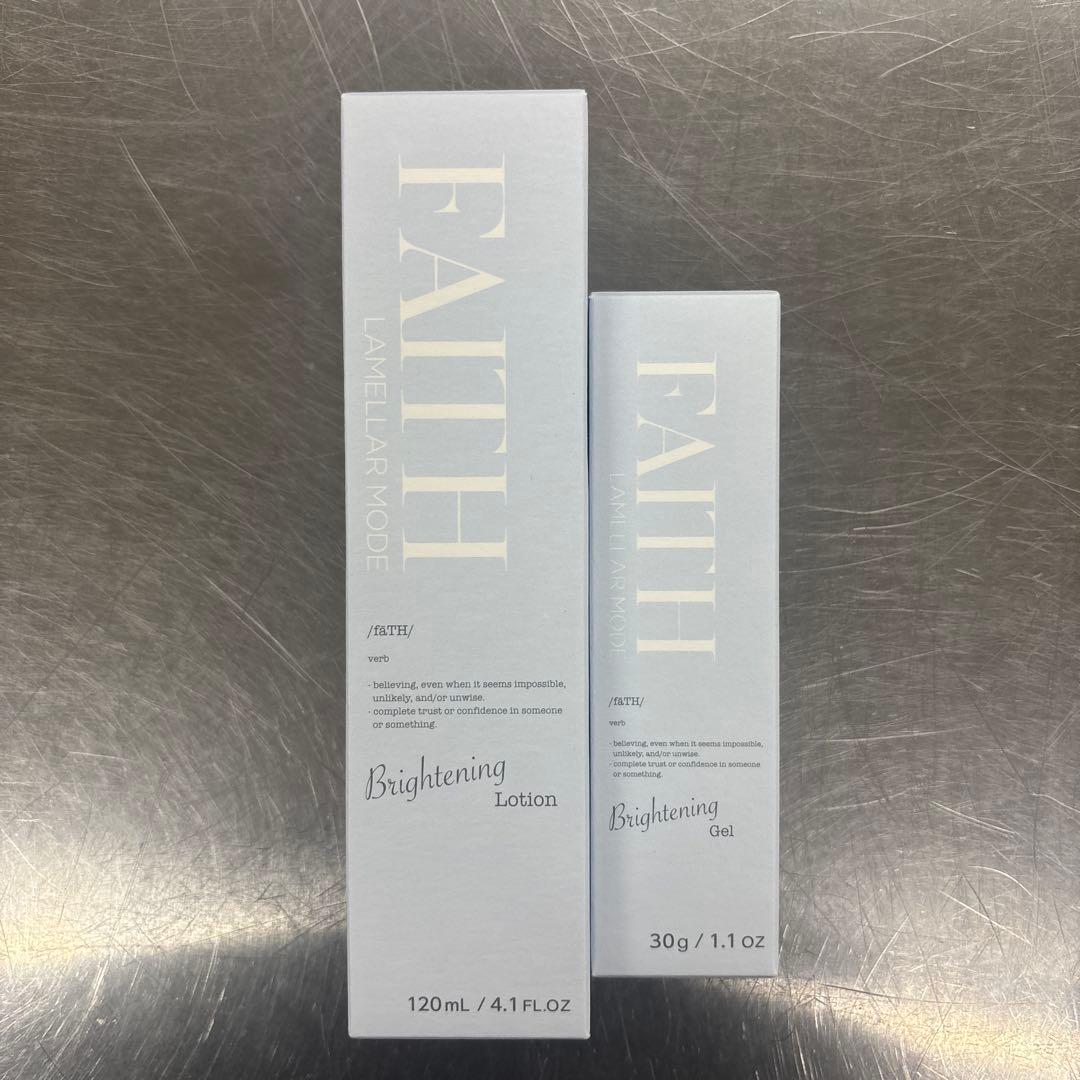 FAITH
LAMELLAR MODE
/fāTH/
verb
- believing, even when it seems impossible,
unlikely, and/or unwise.
- complete trust or confidence in someone
or something.
Brightening
Lotion
120mL / 4.1 FL.OZ
FAITH
LAMELLAR MODE
/fāTH/
verb
- believing, even when it seems impossible,
unlikely, and/or unwise.
- complete trust or confidence in someone
or something.
Brightening
Gel
30g / 1.1 OZ